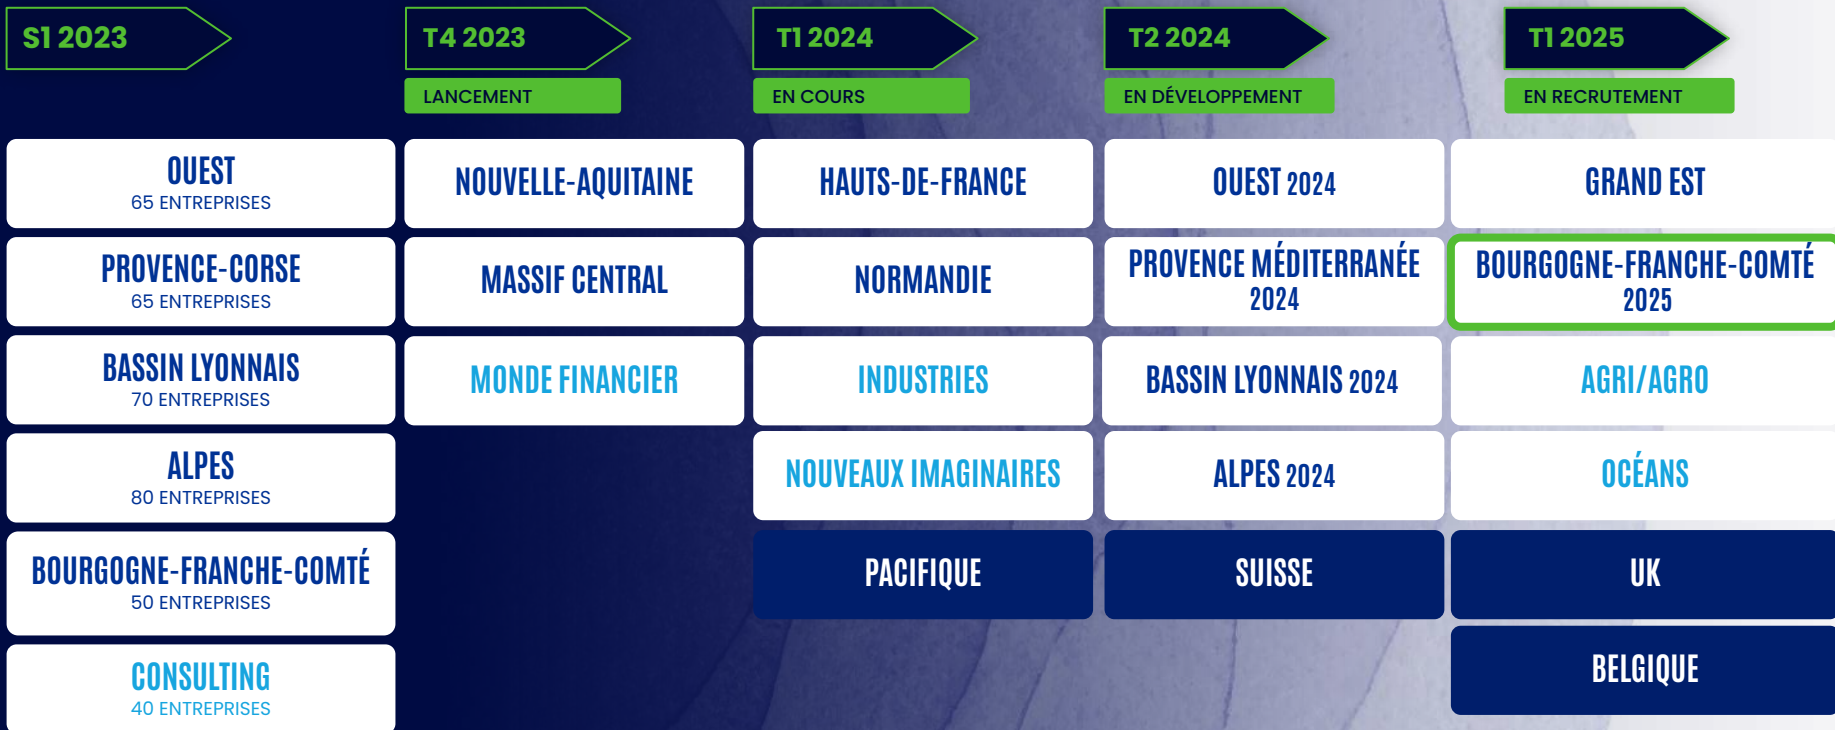 S1 2023
OUEST
65 ENTREPRISES
PROVENCE-CORSE
65 ENTREPRISES
BASSIN LYONNAIS
70 ENTREPRISES
ALPES
80 ENTREPRISES
BOURGOGNE-FRANCHE-COMTÉ
50 ENTREPRISES
CONSULTING
40 ENTREPRISES
T4 2023
LANCEMENT
NOUVELLE-AQUITAINE
MASSIF CENTRAL
MONDE FINANCIER
T1 2024
EN COURS
HAUTS-DE-FRANCE
NORMANDIE
INDUSTRIES
NOUVEAUX IMAGINAIRES
PACIFIQUE
T2 2024
EN DÉVELOPPEMENT
OUEST 2024
PROVENCE MÉDITERRANÉE
2024
BASSIN LYONNAIS 2024
ALPES 2024
SUISSE
T1 2025
EN RECRUTEMENT
GRAND EST
BOURGOGNE-FRANCHE-COMTÉ
2025
AGRI/AGRO
OCÉANS
UK
BELGIQUE